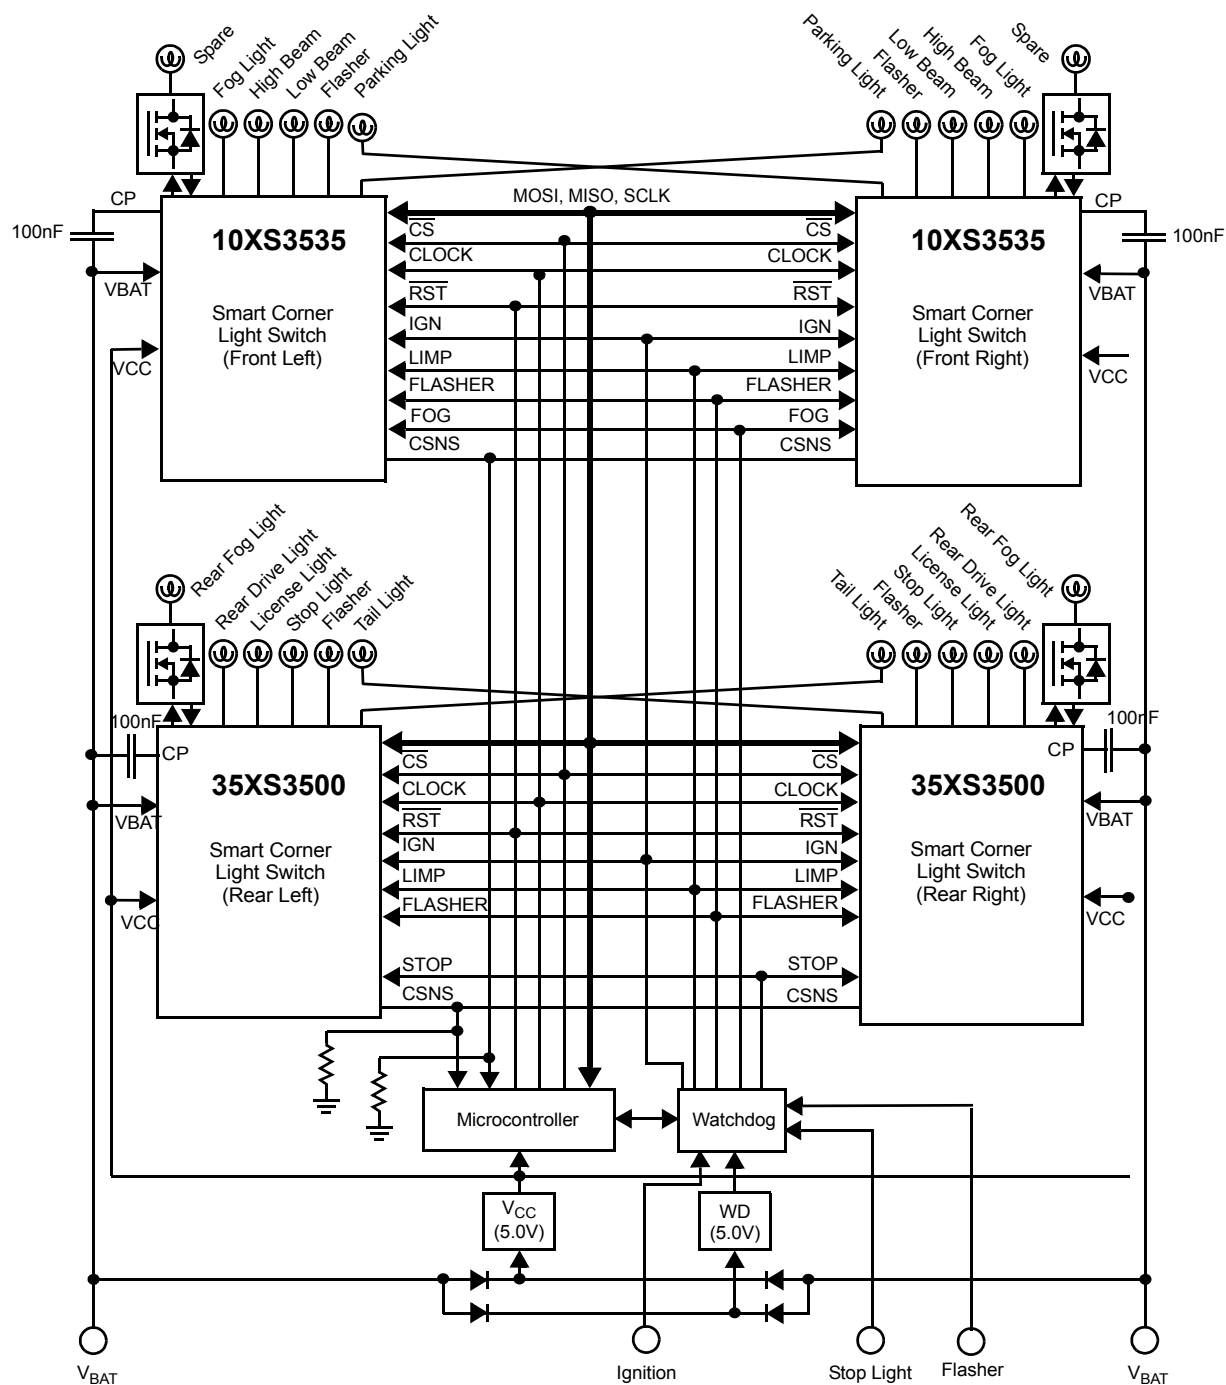 Spare
Fog Light
High Beam
Low Beam
Flasher
Parking Light
Parking Light
Flasher
Low Beam
High Beam
Fog Light
Spare
CP
MOSI, MISO, SCLK
CP
100nF
100nF
10XS3535
CS
CS
10XS3535
CLOCK
CLOCK
VBAT
VBAT
RST
RST
Smart Corner
Light Switch
(Front Left)
Smart Corner
Light Switch
(Front Right)
IGN
IGN
VCC
LIMP
LIMP
VCC
FLASHER
FLASHER
FOG
FOG
CSNS
CSNS
Rear Fog Light
Rear Drive Light
License Light
Stop Light
Flasher
Tail Light
Tail Light
Flasher
Stop Light
License Light
Rear Drive Light
Rear Fog Light
100nF
100nF
CP
CP
35XS3500
CS
CS
35XS3500
CLOCK
CLOCK
VBAT
VBAT
RST
RST
Smart Corner
Light Switch
(Rear Left)
Smart Corner
Light Switch
(Rear Right)
IGN
IGN
LIMP
LIMP
VCC
FLASHER
FLASHER
VCC
STOP
STOP
CSNS
CSNS
Microcontroller
Watchdog
VCC
(5.0V)
WD
(5.0V)
VBAT
Ignition
Stop Light
Flasher
VBAT